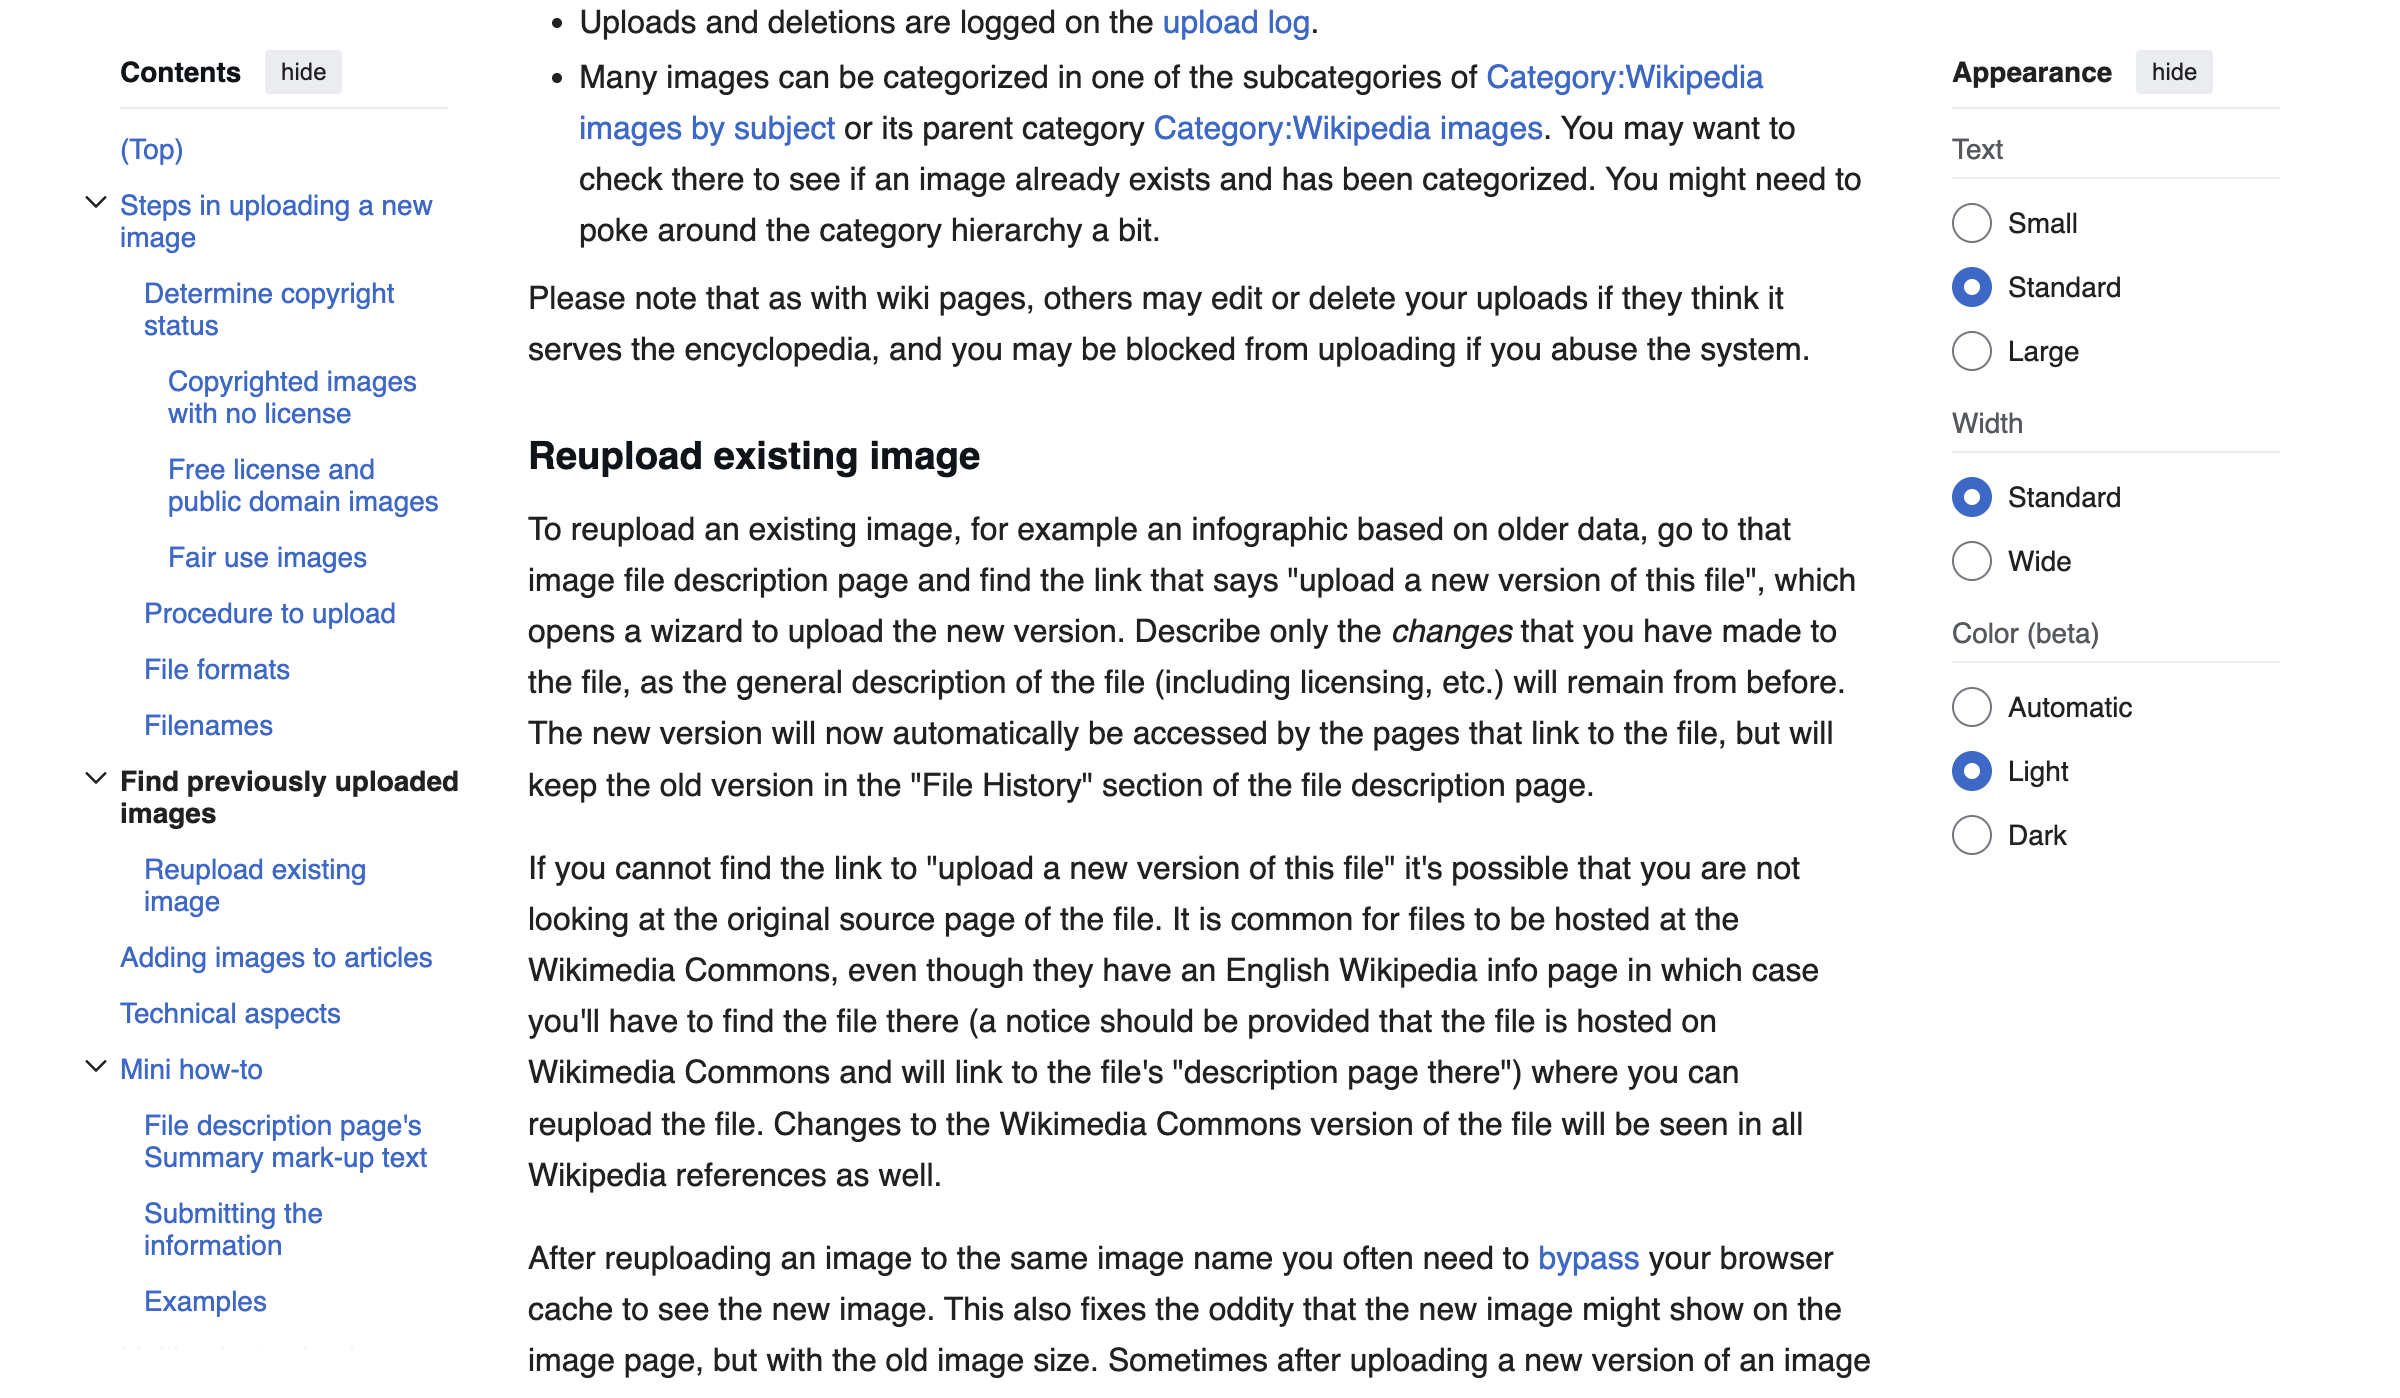 Contents hide
(Top)
Steps in uploading a new
image
Determine copyright
status
Copyrighted images
with no license
Free license and
public domain images
Fair use images
Procedure to upload
File formats
Filenames
Find previously uploaded
images
Reupload existing
image
Adding images to articles
Technical aspects
Mini how-to
File description page's
Summary mark-up text
Submitting the
information
Examples
• Uploads and deletions are logged on the upload log.
• Many images can be categorized in one of the subcategories of Category:Wikipedia
images by subject or its parent category Category:Wikipedia images. You may want to
check there to see if an image already exists and has been categorized. You might need to
poke around the category hierarchy a bit.
Please note that as with wiki pages, others may edit or delete your uploads if they think it
serves the encyclopedia, and you may be blocked from uploading if you abuse the system.
Reupload existing image
To reupload an existing image, for example an infographic based on older data, go to that
image file description page and find the link that says "upload a new version of this file", which
opens a wizard to upload the new version. Describe only the changes that you have made to
the file, as the general description of the file (including licensing, etc.) will remain from before.
The new version will now automatically be accessed by the pages that link to the file, but will
keep the old version in the "File History" section of the file description page.
If you cannot find the link to "upload a new version of this file" it's possible that you are not
looking at the original source page of the file. It is common for files to be hosted at the
Wikimedia Commons, even though they have an English Wikipedia info page in which case
you'll have to find the file there (a notice should be provided that the file is hosted on
Wikimedia Commons and will link to the file's "description page there") where you can
reupload the file. Changes to the Wikimedia Commons version of the file will be seen in all
Wikipedia references as well.
After reuploading an image to the same image name you often need to bypass your browser
cache to see the new image. This also fixes the oddity that the new image might show on the
image page, but with the old image size. Sometimes after uploading a new version of an image
Appearance hide
Text
Small
Standard
Large
Width
Standard
Wide
Color (beta)
Automatic
Light
Dark